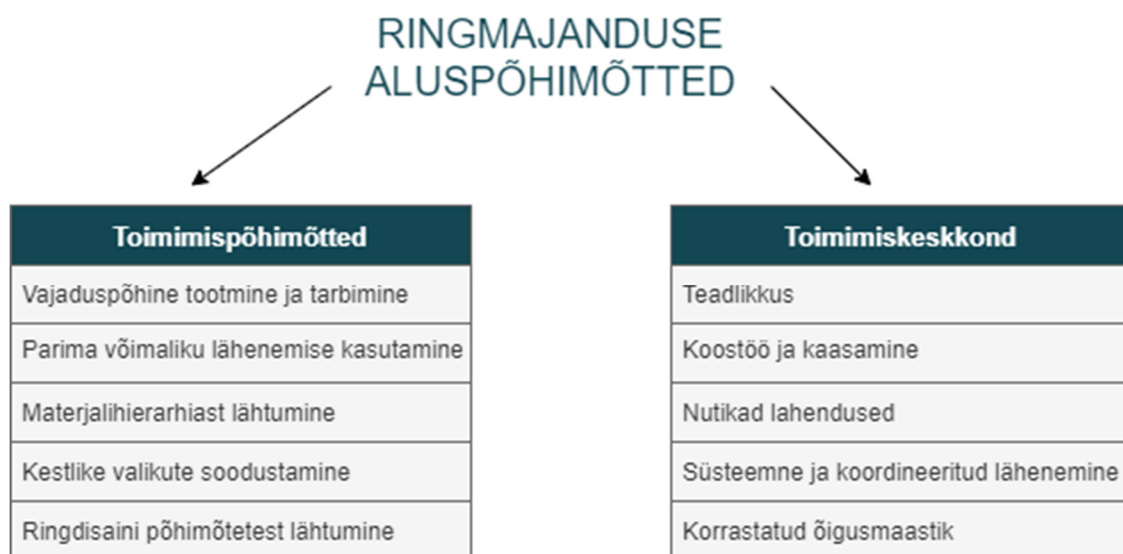 RINGMAJANDUSE
ALUSPÕHIMÕTTED
Toimimispõhimõtted
Vajaduspõhine tootmine ja tarbimine
Parima võimaliku lähenemise kasutamine
Materjalihierarhiast lähtumine
Kestlike valikute soodustamine
Ringdisaini põhimõtetest lähtumine
Toimimiskeskkond
Teadlikkus
Koostöö ja kaasamine
Nutikad lahendused
Süsteemne ja koordineeritud lähenemine
Korrastatud õigusmaastik